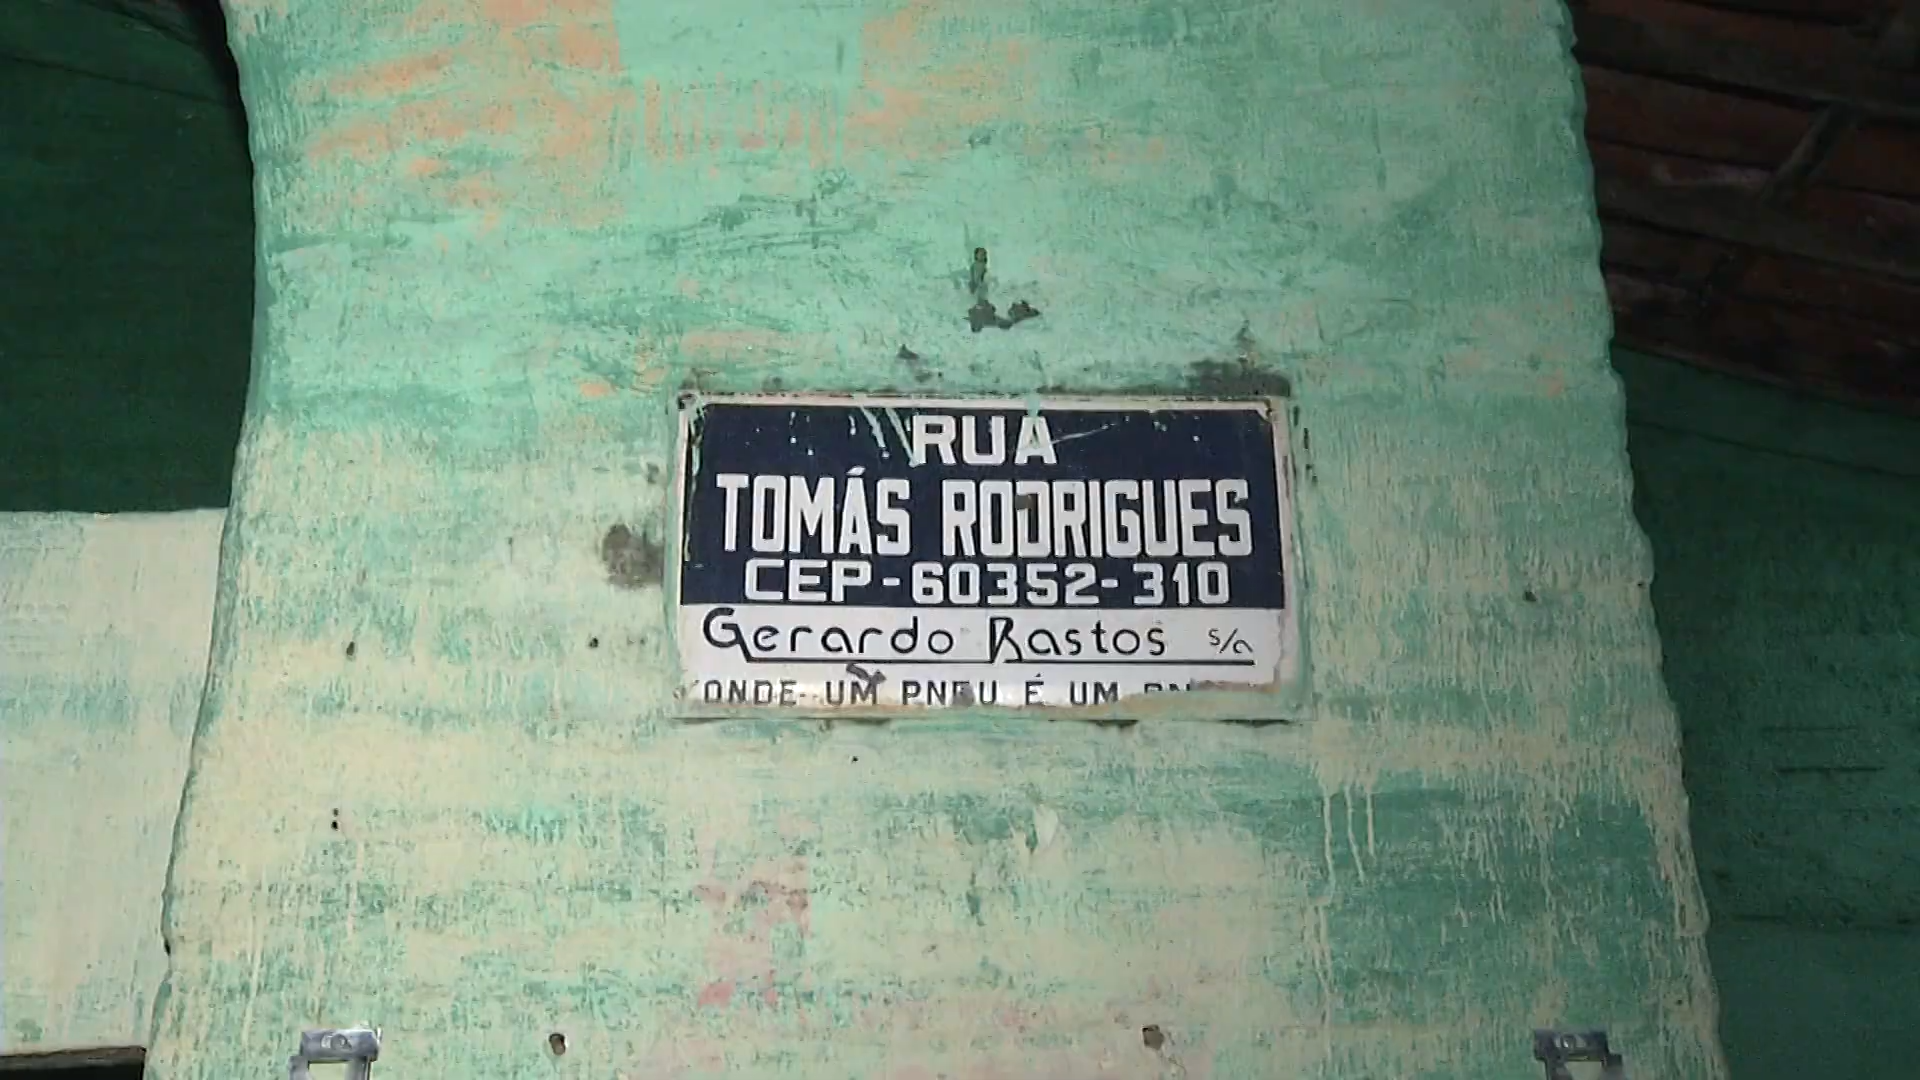 RUA
TOMÁS RODRIGUES
CEP-60352-310
Gerardo Bastos s/a
ONDE UM PNEU É UM